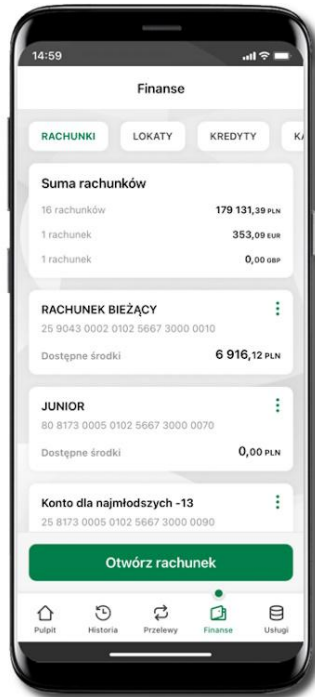 14:59
Finanse
RACHUNKI LOKATY KREDYTY
Suma rachunków
16 rachunków 179 131,39 PLN
1 rachunek 353,09 EUR
1 rachunek 0,00 GBP
RACHUNEK BIEŻĄCY
25 9043 0002 0102 5667 3000 0010
Dostępne środki 6 916,12 PLN
JUNIOR
80 8173 0005 0102 5667 3000 0070
Dostępne środki 0,00 PLN
Konto dla najmłodszych -13
25 8173 0005 0102 5667 3000 0090
Otwórz rachunek
Pulpit Historia Przelewy Finanse Usługi